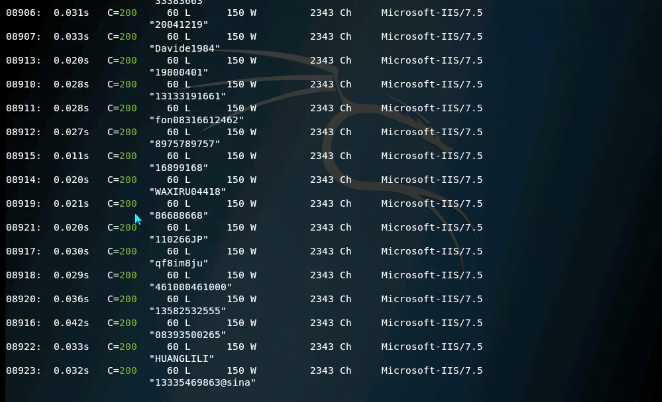 08906: 0.031s C=200 60 L 150 W 2343 Ch Microsoft-IIS/7.5
"20041219"
08907: 0.033s C=200 60 L 150 W 2343 Ch Microsoft-IIS/7.5
"Davide1984"
08913: 0.020s C=200 60 L 150 W 2343 Ch Microsoft-IIS/7.5
"19800401"
08910: 0.028s C=200 60 L 150 W 2343 Ch Microsoft-IIS/7.5
"13133191661"
08911: 0.028s C=200 60 L 150 W 2343 Ch Microsoft-IIS/7.5
"fon08316612462"
08912: 0.027s C=200 60 L 150 W 2343 Ch Microsoft-IIS/7.5
"8975789757"
08915: 0.011s C=200 60 L 150 W 2343 Ch Microsoft-IIS/7.5
"16899168"
08914: 0.020s C=200 60 L 150 W 2343 Ch Microsoft-IIS/7.5
"WAXIRU04418"
08919: 0.021s C=200 60 L 150 W 2343 Ch Microsoft-IIS/7.5
"86688668"
08921: 0.020s C=200 60 L 150 W 2343 Ch Microsoft-IIS/7.5
"110266JP"
08917: 0.030s C=200 60 L 150 W 2343 Ch Microsoft-IIS/7.5
"qf8im8ju"
08918: 0.029s C=200 60 L 150 W 2343 Ch Microsoft-IIS/7.5
"461000461000"
08920: 0.036s C=200 60 L 150 W 2343 Ch Microsoft-IIS/7.5
"13582532555"
08916: 0.042s C=200 60 L 150 W 2343 Ch Microsoft-IIS/7.5
"08393500265"
08922: 0.033s C=200 60 L 150 W 2343 Ch Microsoft-IIS/7.5
"HUANGLILI"
08923: 0.032s C=200 60 L 150 W 2343 Ch Microsoft-IIS/7.5
"13335469863@sina"